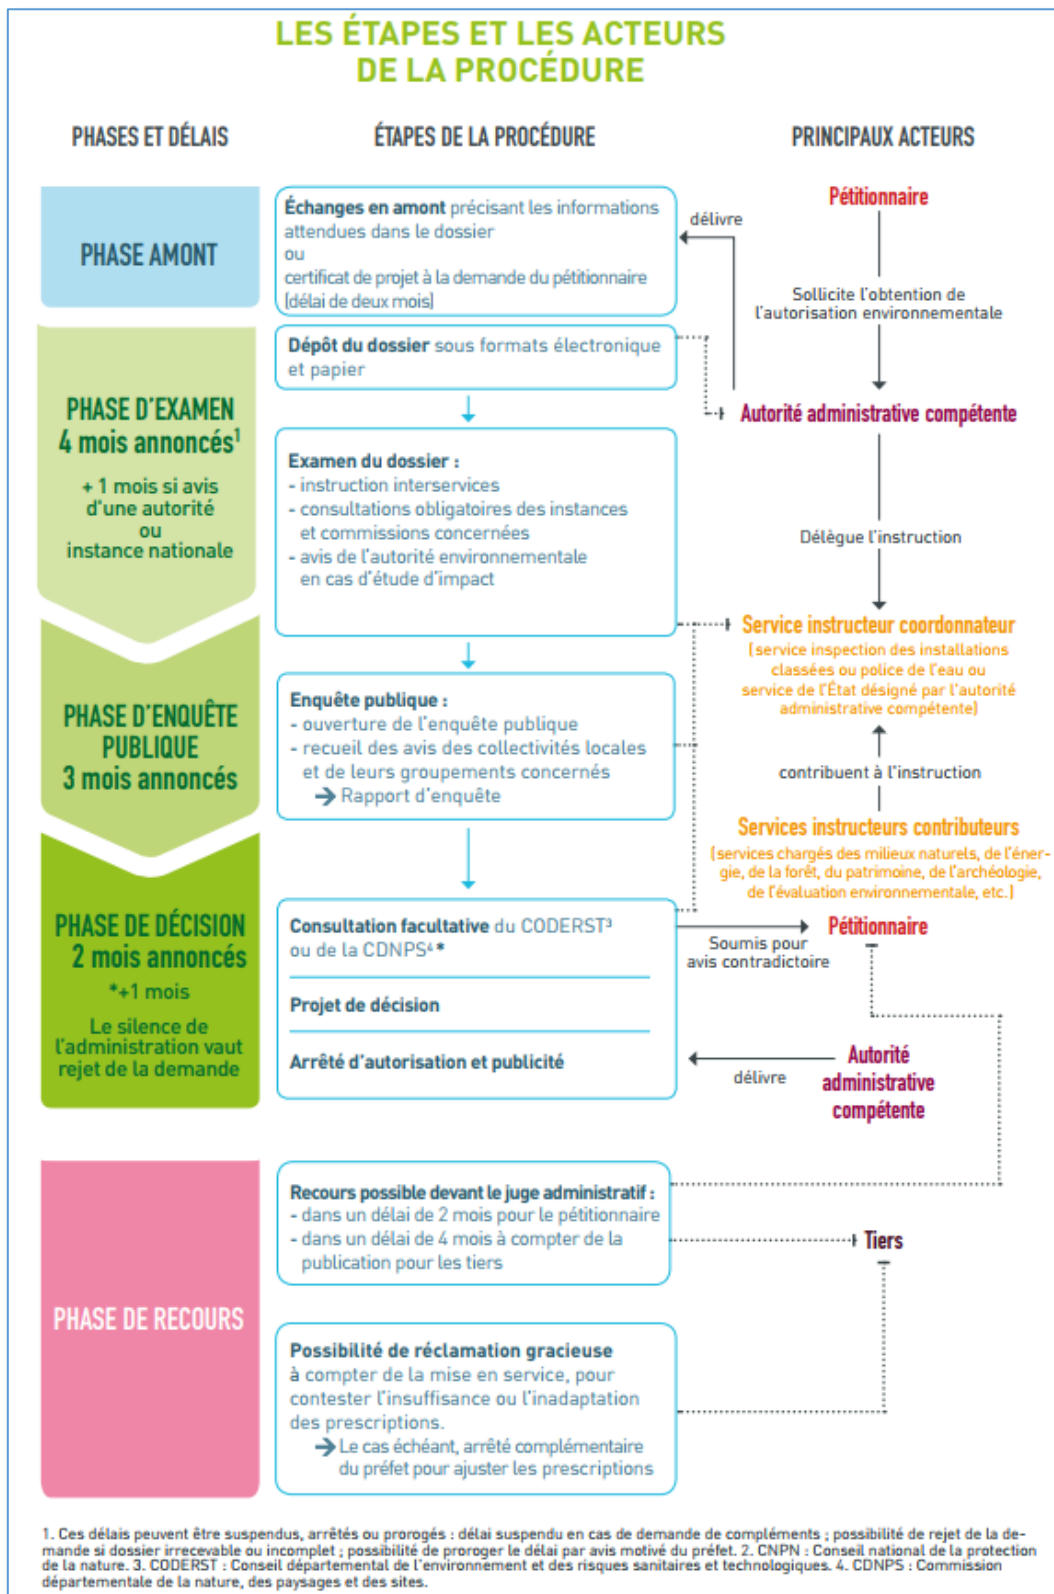 LES ÉTAPES ET LES ACTEURS
DE LA PROCÉDURE
PHASES ET DÉLAIS
ÉTAPES DE LA PROCÉDURE
PRINCIPAUX ACTEURS
PHASE AMONT
Échanges en amont précisant les informations
attendues dans le dossier
ou
certificat de projet à la demande du pétitionnaire
(délai de deux mois)
délivre
Pétitionnaire
Sollicite l'obtention de
l'autorisation environnementale
PHASE D'EXAMEN
4 mois annoncés¹
+ 1 mois si avis
d'une autorité
ou
instance nationale
Dépôt du dossier sous formats électronique
et papier
Autorité administrative compétente
Examen du dossier :
- instruction interservices
- consultations obligatoires des instances
et commissions concernées
- avis de l'autorité environnementale
en cas d'étude d'impact
Délègue l'instruction
Service instructeur coordonnateur
(service inspection des installations
classées ou police de l'eau ou
service de l'État désigné par l'autorité
administrative compétente)
PHASE D'ENQUÊTE
PUBLIQUE
3 mois annoncés
Enquête publique :
- ouverture de l'enquête publique
- recueil des avis des collectivités locales
et de leurs groupements concernés
→ Rapport d'enquête
contribuent à l'instruction
Services instructeurs contributeurs
(services chargés des milieux naturels, de l'éner-
gie, de la forêt, du patrimoine, de l'archéologie,
de l'évaluation environnementale, etc.)
PHASE DE DÉCISION
2 mois annoncés
*+1 mois
Le silence de
l'administration vaut
rejet de la demande
Consultation facultative du CODERST³
ou de la CDNPS⁴*
Projet de décision
Arrêté d'autorisation et publicité
Soumis pour
avis contradictoire
Pétitionnaire
délivre
Autorité
administrative
compétente
PHASE DE RECOURS
Recours possible devant le juge administratif :
- dans un délai de 2 mois pour le pétitionnaire
- dans un délai de 4 mois à compter de la
publication pour les tiers
Tiers
Possibilité de réclamation gracieuse
à compter de la mise en service, pour
contester l'insuffisance ou l'inadaptation
des prescriptions.
→ Le cas échéant, arrêté complémentaire
du préfet pour ajuster les prescriptions
1. Ces délais peuvent être suspendus, arrêtés ou prorogés : délai suspendu en cas de demande de compléments ; possibilité de rejet de la de-
mande si dossier irrecevable ou incomplet ; possibilité de proroger le délai par avis motivé du préfet. 2. CNPN : Conseil national de la protection
de la nature. 3. CODERST : Conseil départemental de l'environnement et des risques sanitaires et technologiques. 4. CDNPS : Commission
départementale de la nature, des paysages et des sites.